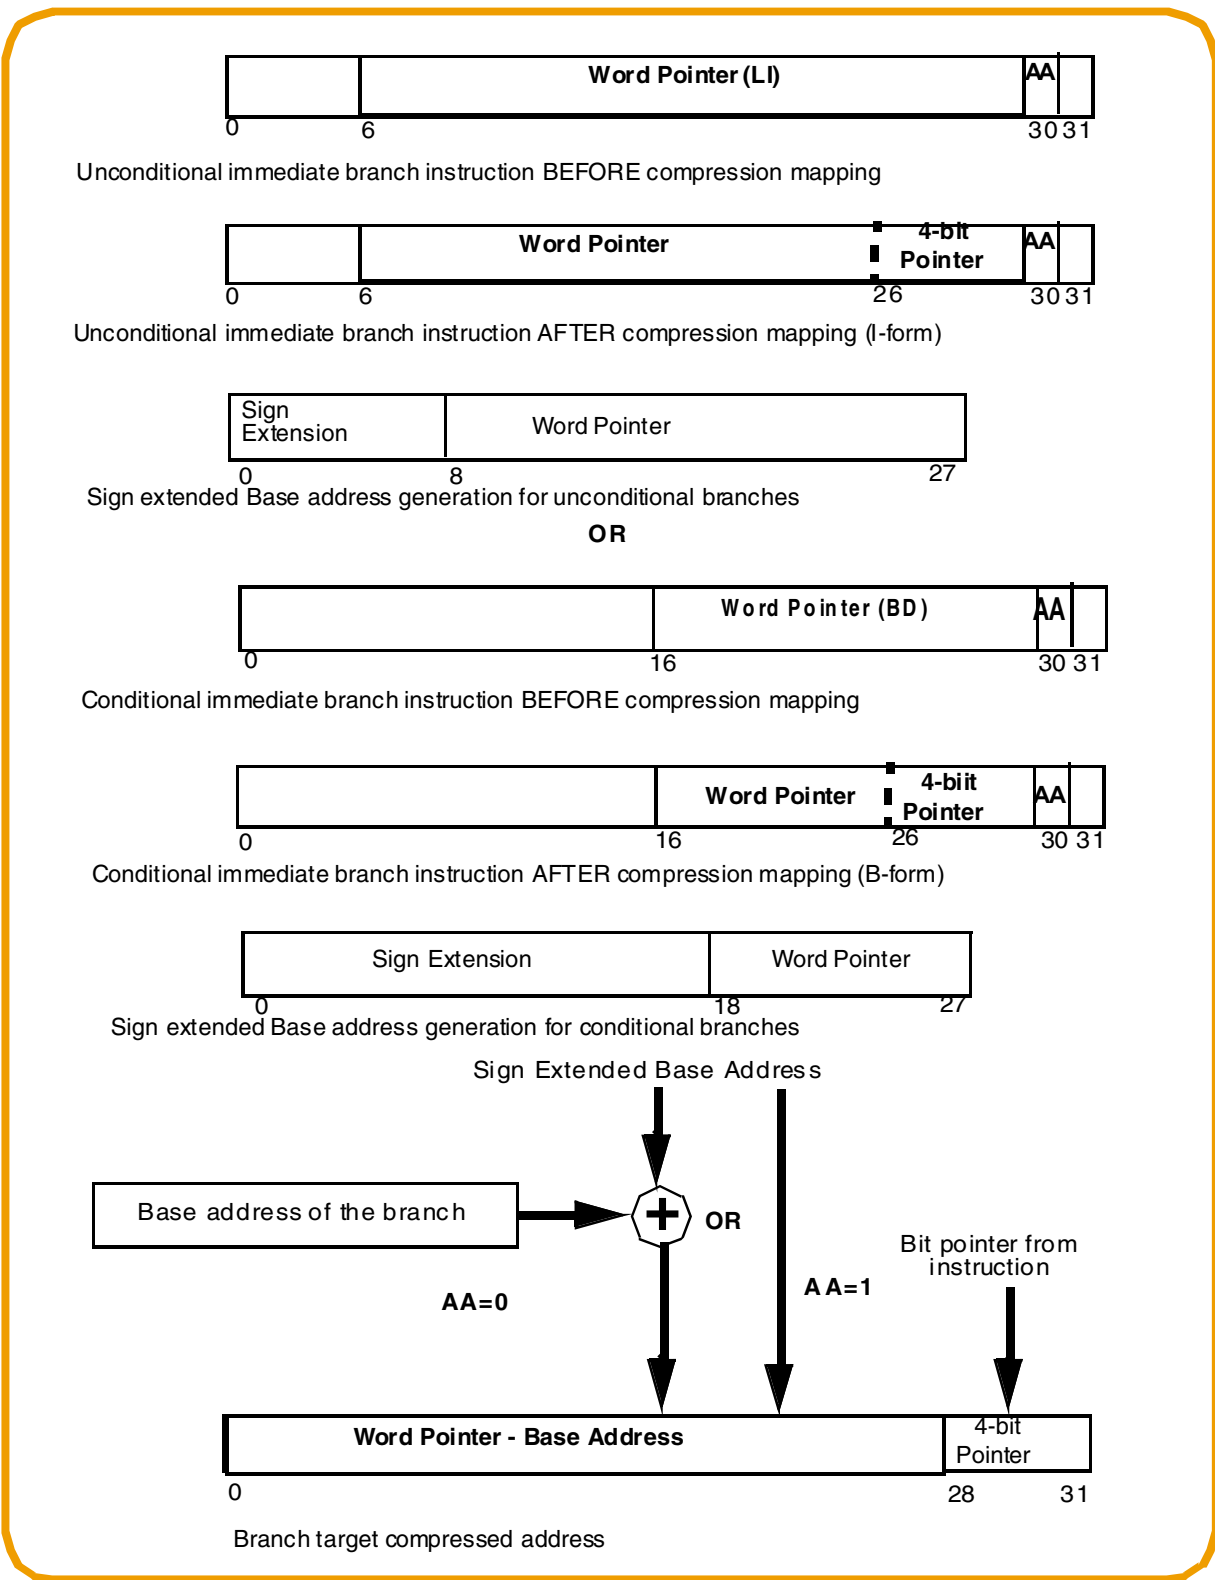 Word Pointer (LI) AA
0 6 30 31
Unconditional immediate branch instruction BEFORE compression mapping
Word Pointer 4-bit Pointer AA
0 6 26 30 31
Unconditional immediate branch instruction AFTER compression mapping (I-form)
Sign
Extension
Word Pointer
0 8 27
Sign extended Base address generation for unconditional branches
OR
Word Pointer (BD) AA
0 16 30 31
Conditional immediate branch instruction BEFORE compression mapping
Word Pointer 4-biit Pointer AA
0 16 26 30 31
Conditional immediate branch instruction AFTER compression mapping (B-form)
Sign Extension Word Pointer
0 18 27
Sign extended Base address generation for conditional branches
Sign Extended Base Address
Base address of the branch
+ OR
Bit pointer from
instruction
AA=0
AA=1
Word Pointer - Base Address
4-bit
Pointer
0 28 31
Branch target compressed address